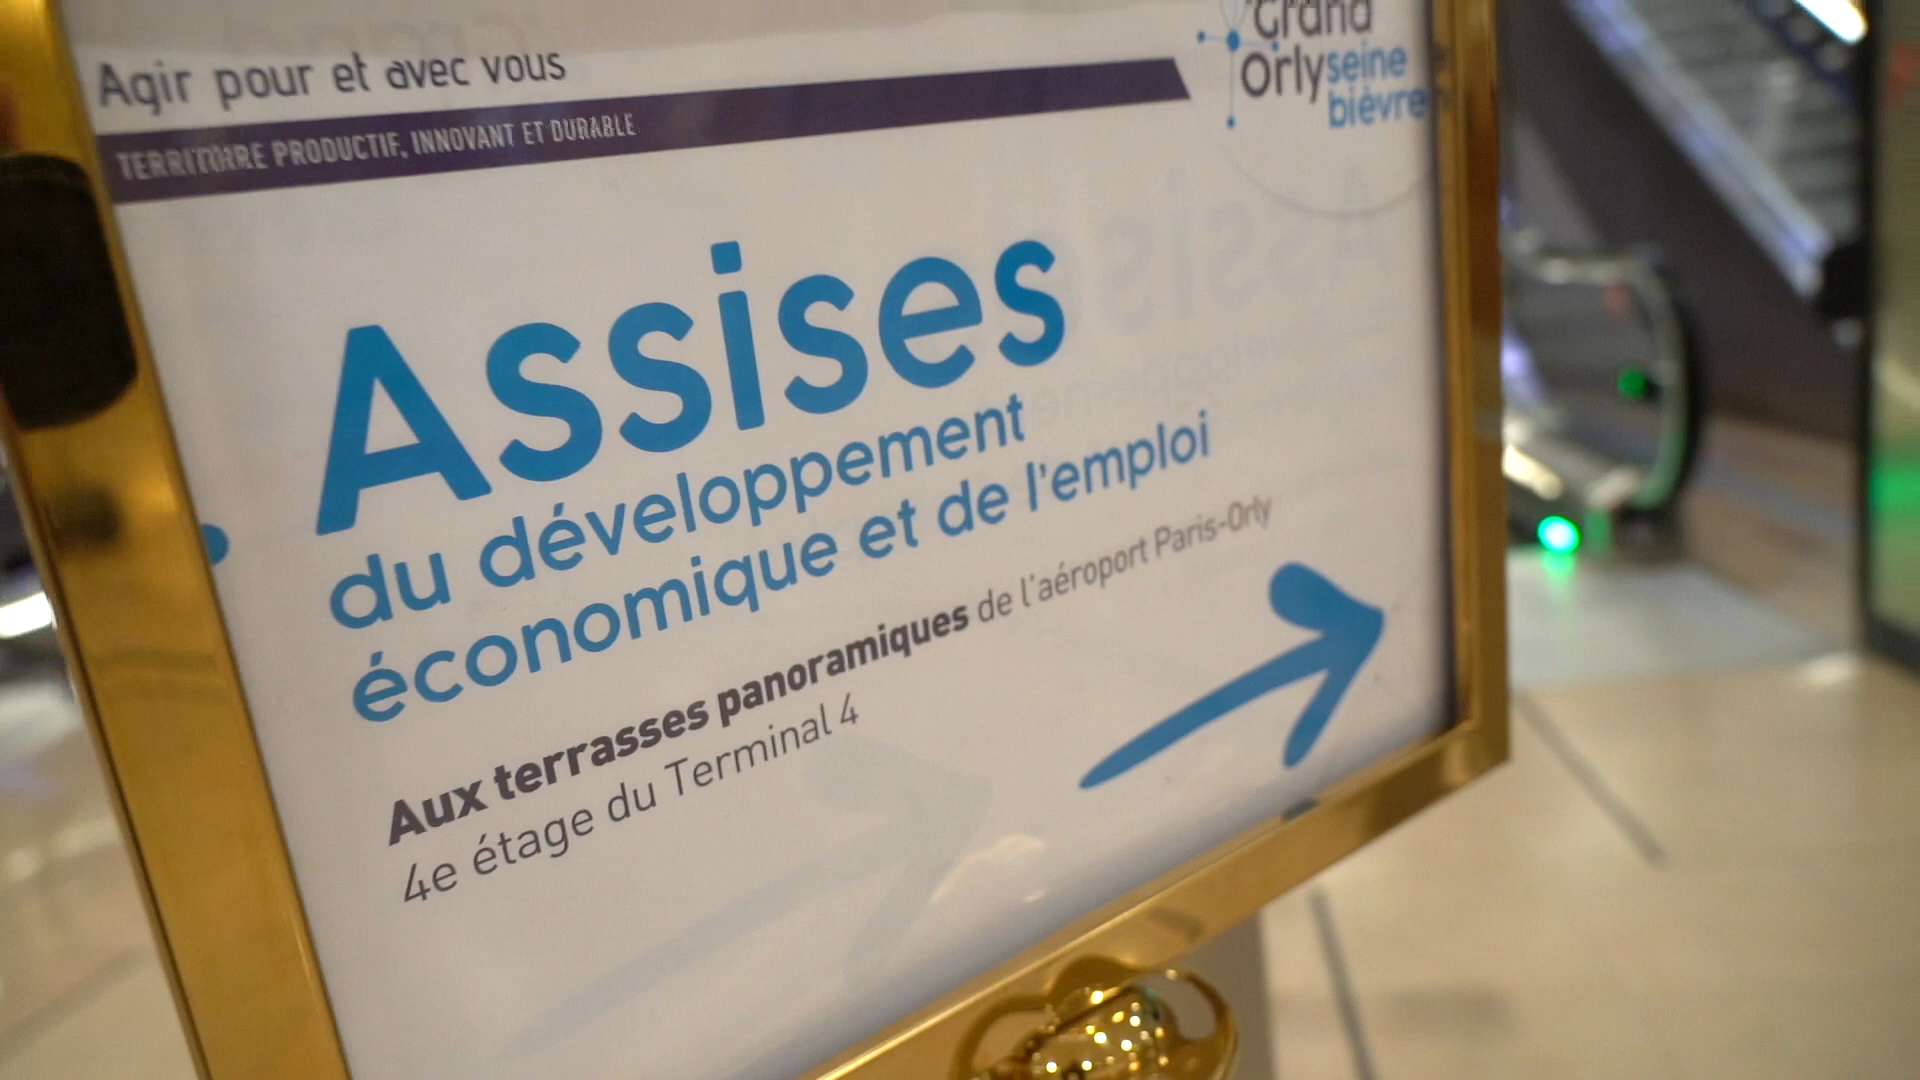 Agir pour et avec vous
TERRITOIRE PRODUCTIF, INNOVANT ET DURABLE
Grand
Orly seine
bièvre
Assises
du développement
économique et de l'emploi
Aux terrasses panoramiques de l'aéroport Paris-Orly
4e étage du Terminal 4